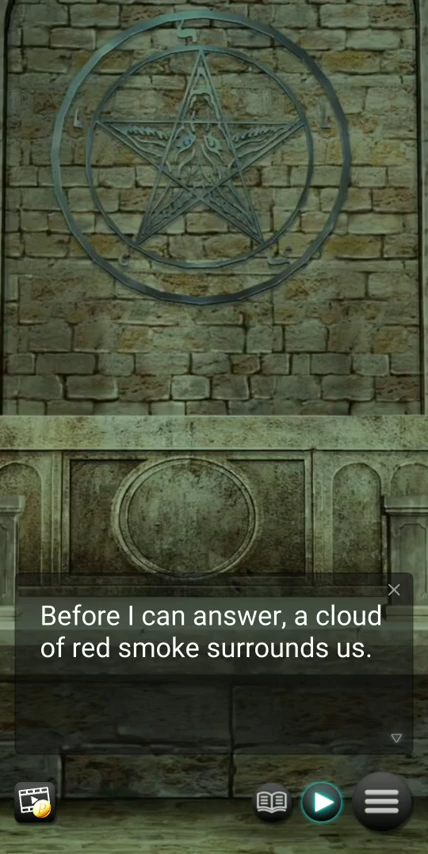 Before I can answer, a cloud
of red smoke surrounds us.